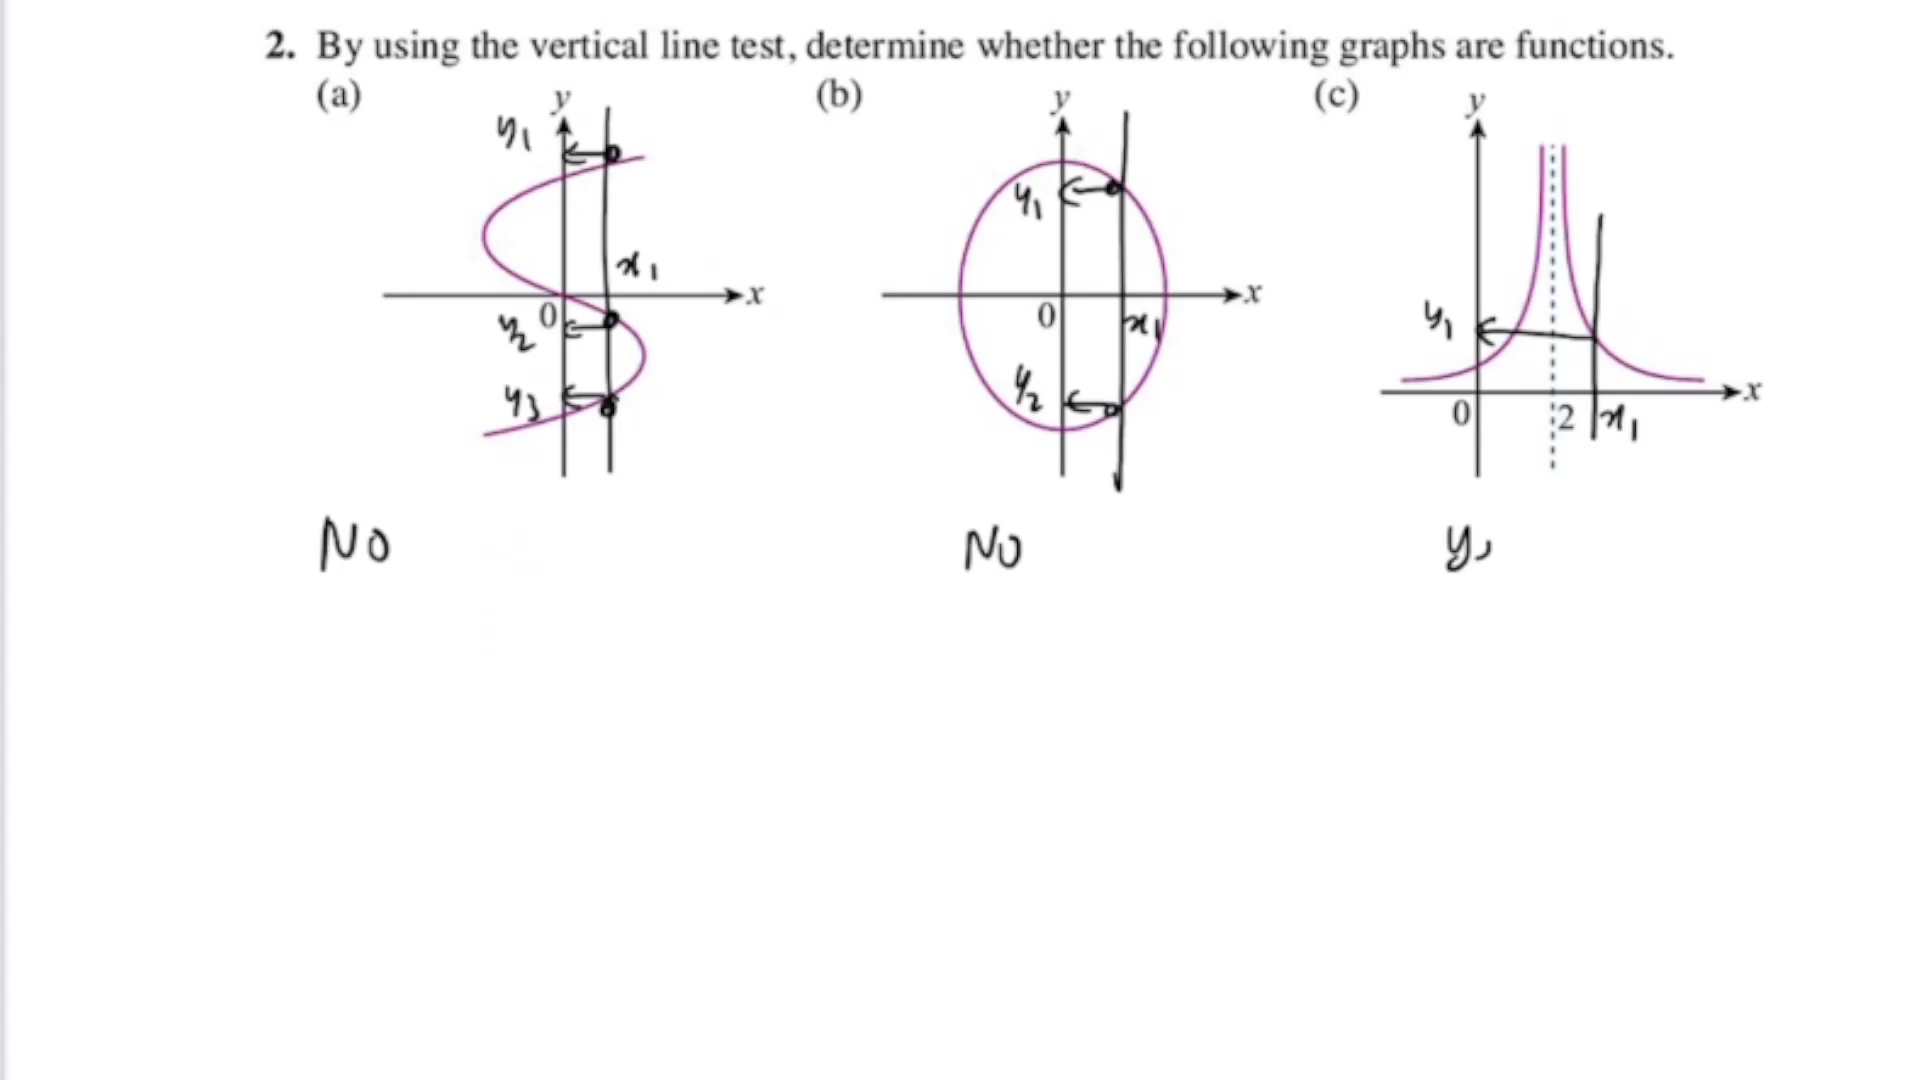 2. By using the vertical line test, determine whether the following graphs are functions.
(a) (b) (c)
y y y
y1
y1
x1
x x
0 0 x1 y1
y2
y3 y2 x
0 2 x1
No No y